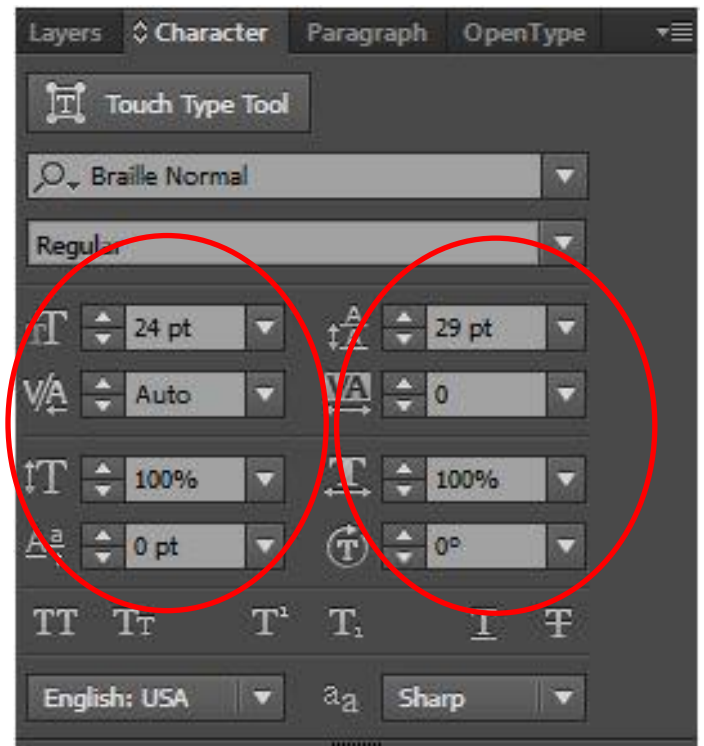 Layers Character Paragraph OpenType
Touch Type Tool
Braille Normal
Regular
24 pt 29 pt
Auto 0
100% 100%
0 pt 0°
English: USA Sharp